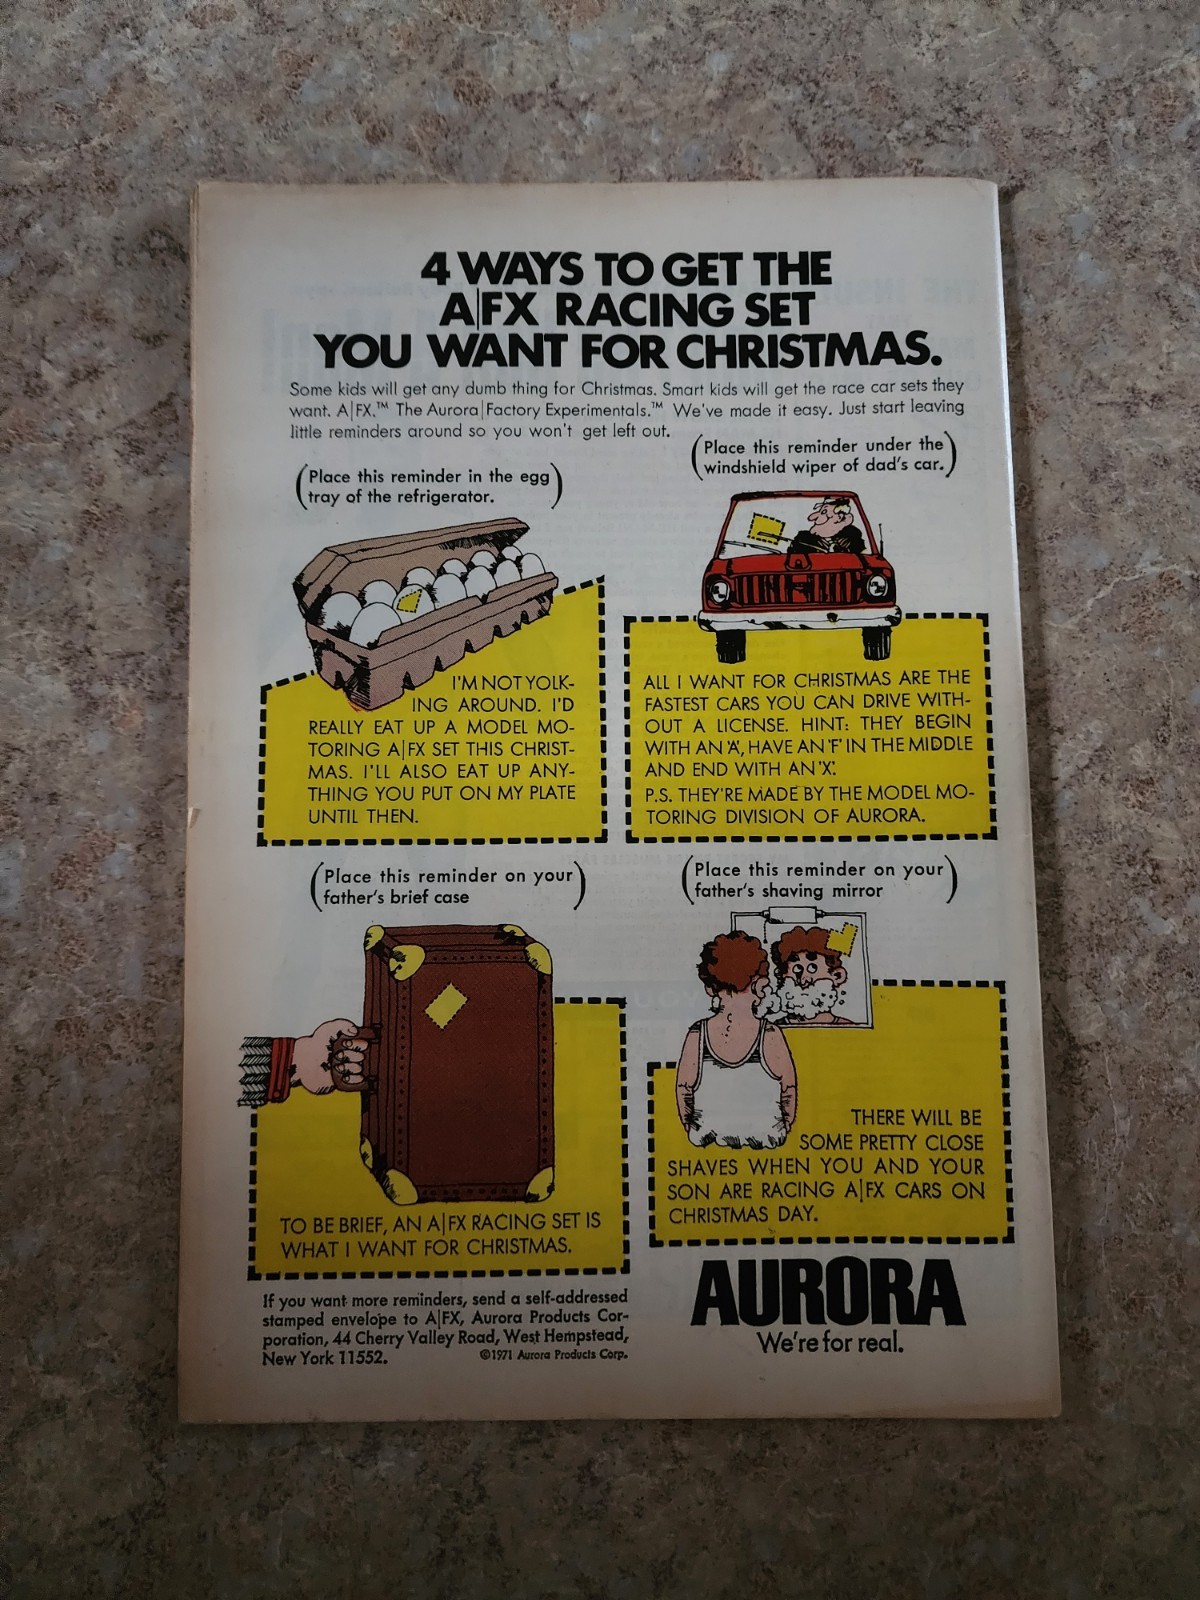 4 WAYS TO GET THE
A|FX RACING SET
YOU WANT FOR CHRISTMAS.
Some kids will get any dumb thing for Christmas. Smart kids will get the race car sets they
want. A|FX.™ The Aurora|Factory Experimentals.™ We've made it easy. Just start leaving
little reminders around so you won't get left out.
(Place this reminder in the egg
tray of the refrigerator.)
(Place this reminder under the
windshield wiper of dad's car.)
I'M NOT YOLK-
ING AROUND. I'D
REALLY EAT UP A MODEL MO-
TORING A|FX SET THIS CHRIST-
MAS. I'LL ALSO EAT UP ANY-
THING YOU PUT ON MY PLATE
UNTIL THEN.
ALL I WANT FOR CHRISTMAS ARE THE
FASTEST CARS YOU CAN DRIVE WITH-
OUT A LICENSE. HINT: THEY BEGIN
WITH AN 'A', HAVE AN 'F' IN THE MIDDLE
AND END WITH AN 'X'.
P.S. THEY'RE MADE BY THE MODEL MO-
TORING DIVISION OF AURORA.
(Place this reminder on your
father's brief case)
(Place this reminder on your
father's shaving mirror)
TO BE BRIEF, AN A|FX RACING SET IS
WHAT I WANT FOR CHRISTMAS.
THERE WILL BE
SOME PRETTY CLOSE
SHAVES WHEN YOU AND YOUR
SON ARE RACING A|FX CARS ON
CHRISTMAS DAY.
If you want more reminders, send a self-addressed
stamped envelope to A|FX, Aurora Products Cor-
poration, 44 Cherry Valley Road, West Hempstead,
New York 11552. ©1971 Aurora Products Corp.
AURORA
We're for real.